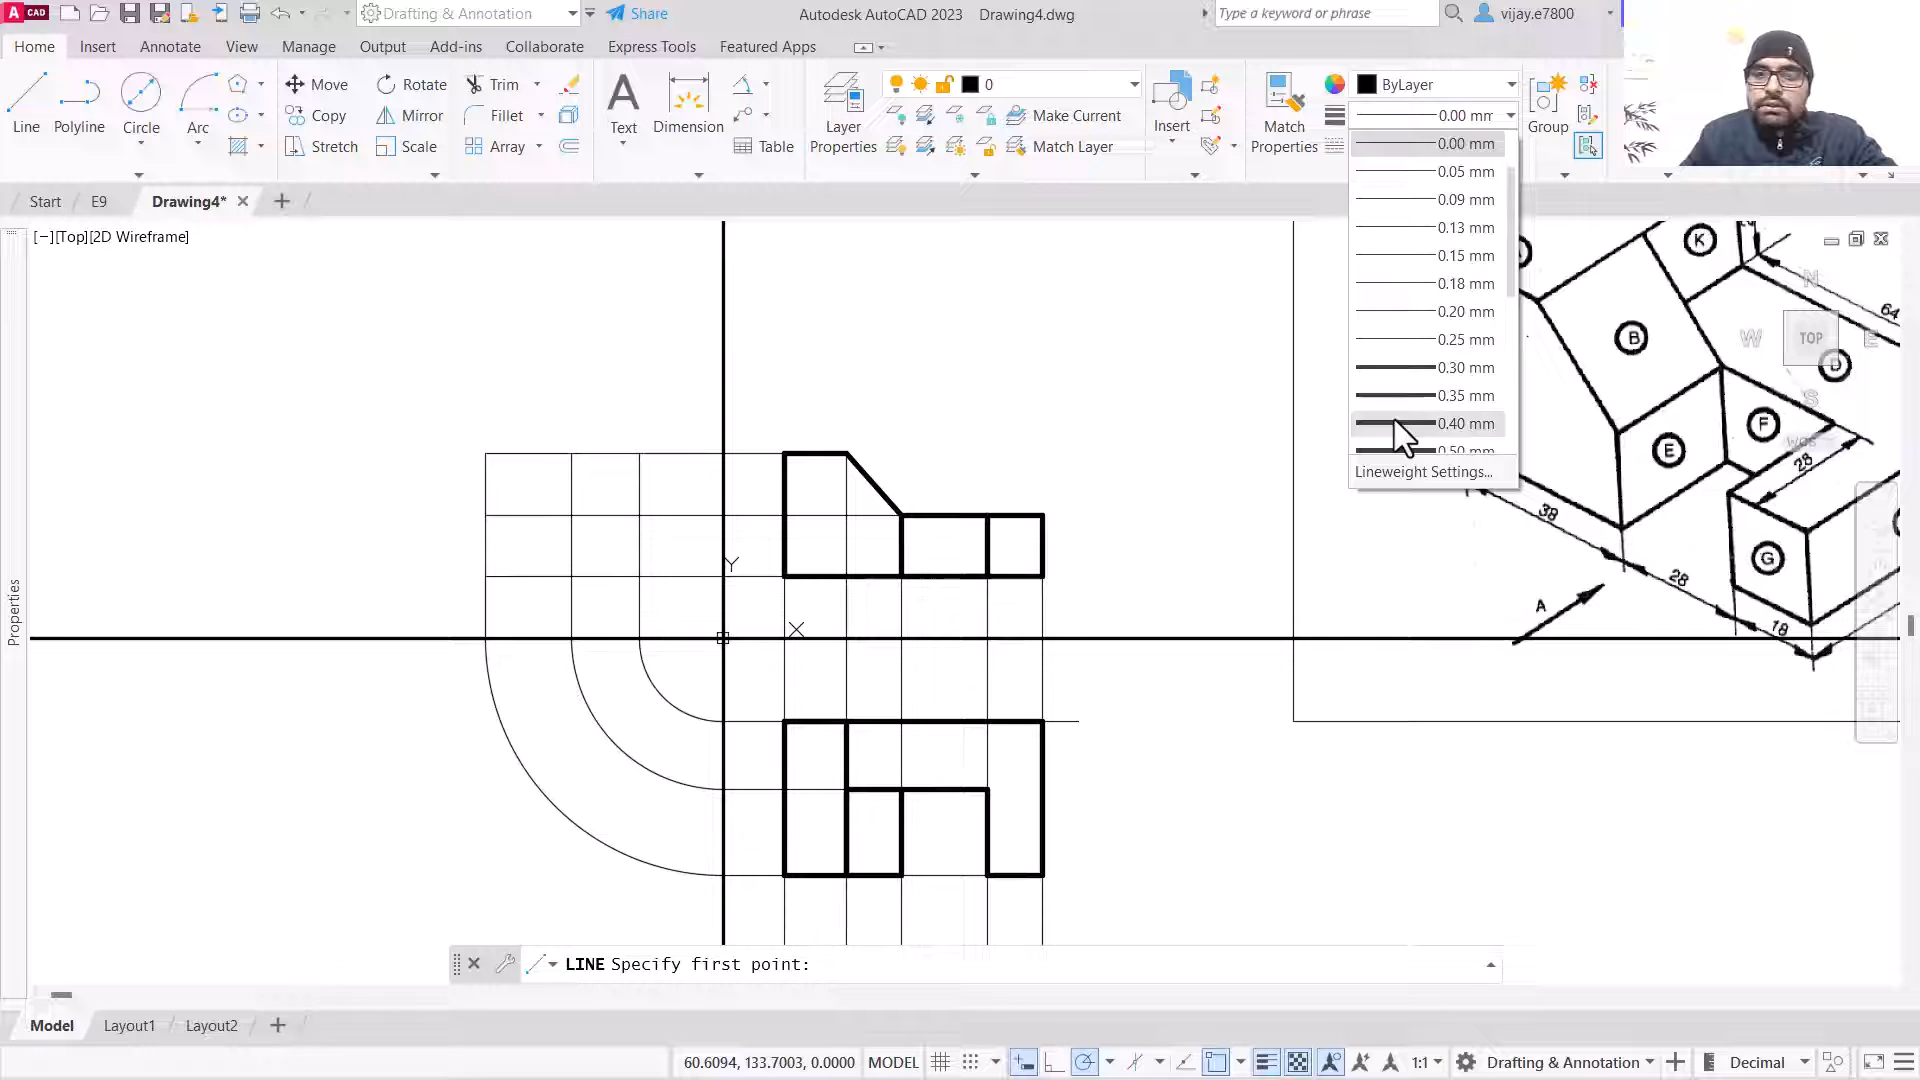 A CAD
Drafting & Annotation
Share
Autodesk AutoCAD 2023 Drawing4.dwg
Type a keyword or phrase
vijay.e7800
Home Insert Annotate View Manage Output Add-ins Collaborate Express Tools Featured Apps
Line
Polyline
Circle
Arc
Move
Rotate
Trim
Copy
Mirror
Fillet
Stretch
Scale
Array
Text
Dimension
Table
Layer
Properties
0
Make Current
Match Layer
Insert
Match
Properties
ByLayer
0.00 mm
Group
0.00 mm
0.05 mm
0.09 mm
0.13 mm
0.15 mm
0.18 mm
0.20 mm
0.25 mm
0.30 mm
0.35 mm
0.40 mm
0.50 mm
Lineweight Settings...
Start E9 Drawing4*
[−][Top][2D Wireframe]
Properties
Y
X
K
B
D
E
F
G
A
64
28
38
28
18
N
W TOP E
S
WCS
LINE Specify first point:
Model Layout1 Layout2
60.6094, 133.7003, 0.0000 MODEL 1:1 Drafting & Annotation Decimal